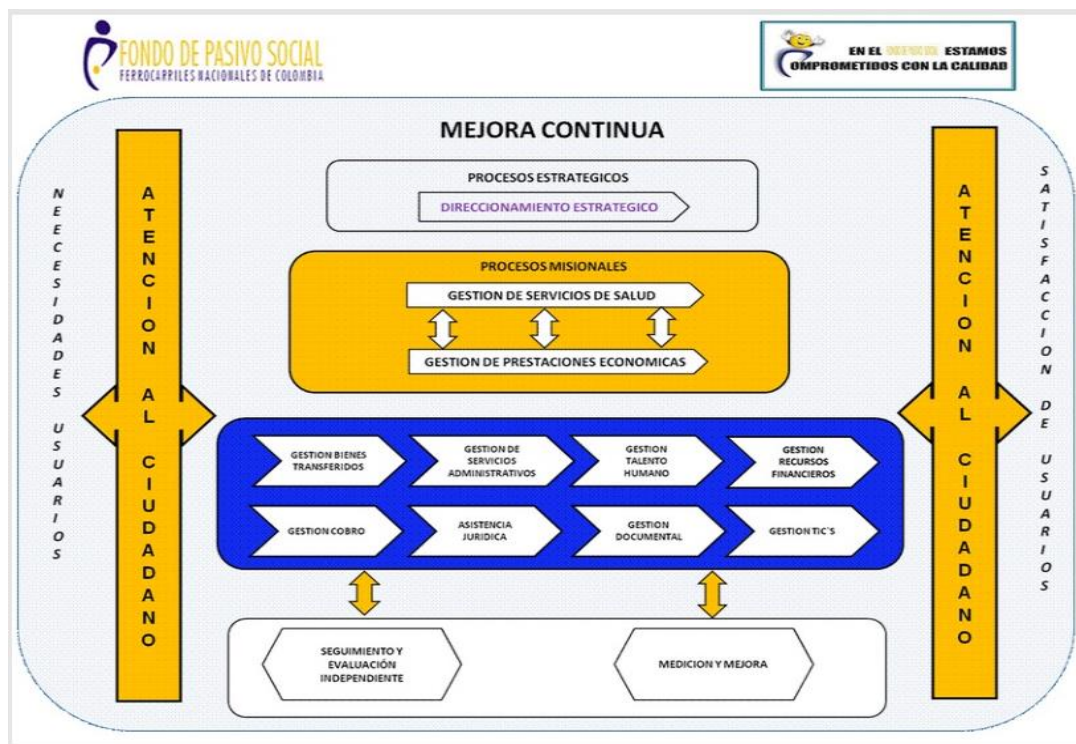 FONDO DE PASIVO SOCIAL
FERROCARRILES NACIONALES DE COLOMBIA
EN EL ESTAMOS
COMPROMETIDOS CON LA CALIDAD
MEJORA CONTINUA
NEECESIDADES USUARIOS
ATENCION AL CIUDADANO
PROCESOS ESTRATEGICOS
DIRECCIONAMIENTO ESTRATEGICO
PROCESOS MISIONALES
GESTION DE SERVICIOS DE SALUD
GESTION DE PRESTACIONES ECONOMICAS
GESTION BIENES
TRANSFERIDOS
GESTION DE
SERVICIOS
ADMINISTRATIVOS
GESTION
TALENTO
HUMANO
GESTION
RECURSOS
FINANCIEROS
GESTION COBRO
ASISTENCIA
JURIDICA
GESTION
DOCUMENTAL
GESTION TIC`S
SEGUIMIENTO Y
EVALUACIÓN
INDEPENDIENTE
MEDICION Y MEJORA
ATENCION AL CIUDADANO
SATISFACCION DE USUARIOS